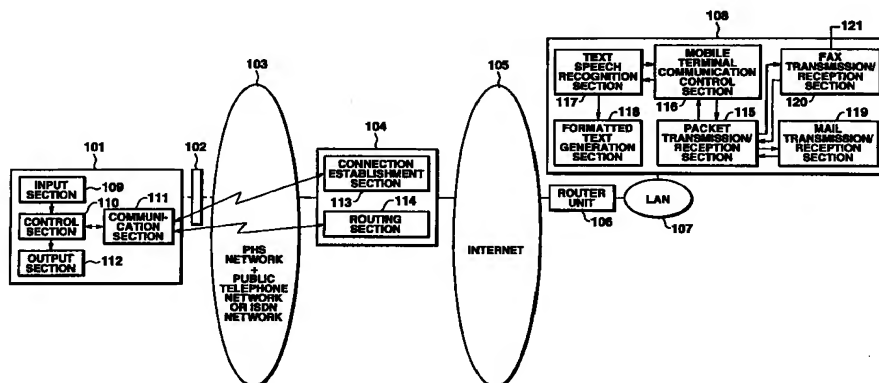 108
121
TEXT
SPEECH
RECOGNITION
SECTION
117
MOBILE
TERMINAL
COMMUNICATION
CONTROL
SECTION
116
FAX
TRANSMISSION/
RECEPTION
SECTION
120
118
115
119
FORMATTED
TEXT
GENERATION
SECTION
PACKET
TRANSMISSION/
RECEPTION
SECTION
MAIL
TRANSMISSION/
RECEPTION
SECTION
103
105
101
102
104
INPUT
SECTION
109
110
111
CONTROL
SECTION
COMMUNI-
CATION
SECTION
OUTPUT
SECTION
112
CONNECTION
ESTABLISHMENT
SECTION
113
114
ROUTING
SECTION
PHS
NETWORK
+
PUBLIC
TELEPHONE
NETWORK
OR ISDN
NETWORK
INTERNET
ROUTER
UNIT
106
LAN
107